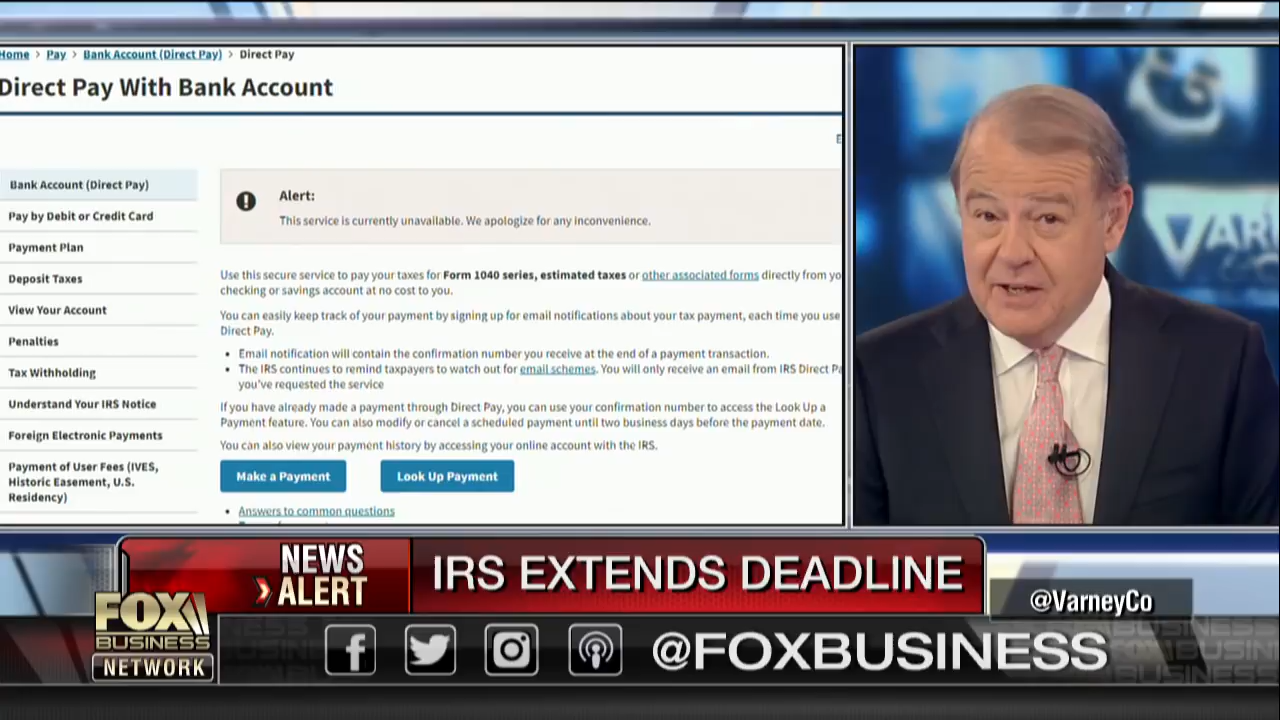 Home > Pay > Bank Account (Direct Pay) > Direct Pay
Direct Pay With Bank Account
Bank Account (Direct Pay)
Pay by Debit or Credit Card
Payment Plan
Deposit Taxes
View Your Account
Penalties
Tax Withholding
Understand Your IRS Notice
Foreign Electronic Payments
Payment of User Fees (IVES,
Historic Easement, U.S.
Residency)
Alert:
This service is currently unavailable. We apologize for any inconvenience.
Use this secure service to pay your taxes for Form 1040 series, estimated taxes or other associated forms directly from yo
checking or savings account at no cost to you.
You can easily keep track of your payment by signing up for email notifications about your tax payment, each time you use
Direct Pay.
• Email notification will contain the confirmation number you receive at the end of a payment transaction.
• The IRS continues to remind taxpayers to watch out for email schemes. You will only receive an email from IRS Direct Pa
you've requested the service
If you have already made a payment through Direct Pay, you can use your confirmation number to access the Look Up a
Payment feature. You can also modify or cancel a scheduled payment until two business days before the payment date.
You can also view your payment history by accessing your online account with the IRS.
Make a Payment
Look Up Payment
• Answers to common questions
VAR
NEWS
ALERT
IRS EXTENDS DEADLINE
@VarneyCo
FOX
BUSINESS
NETWORK
@FOXBUSINESS